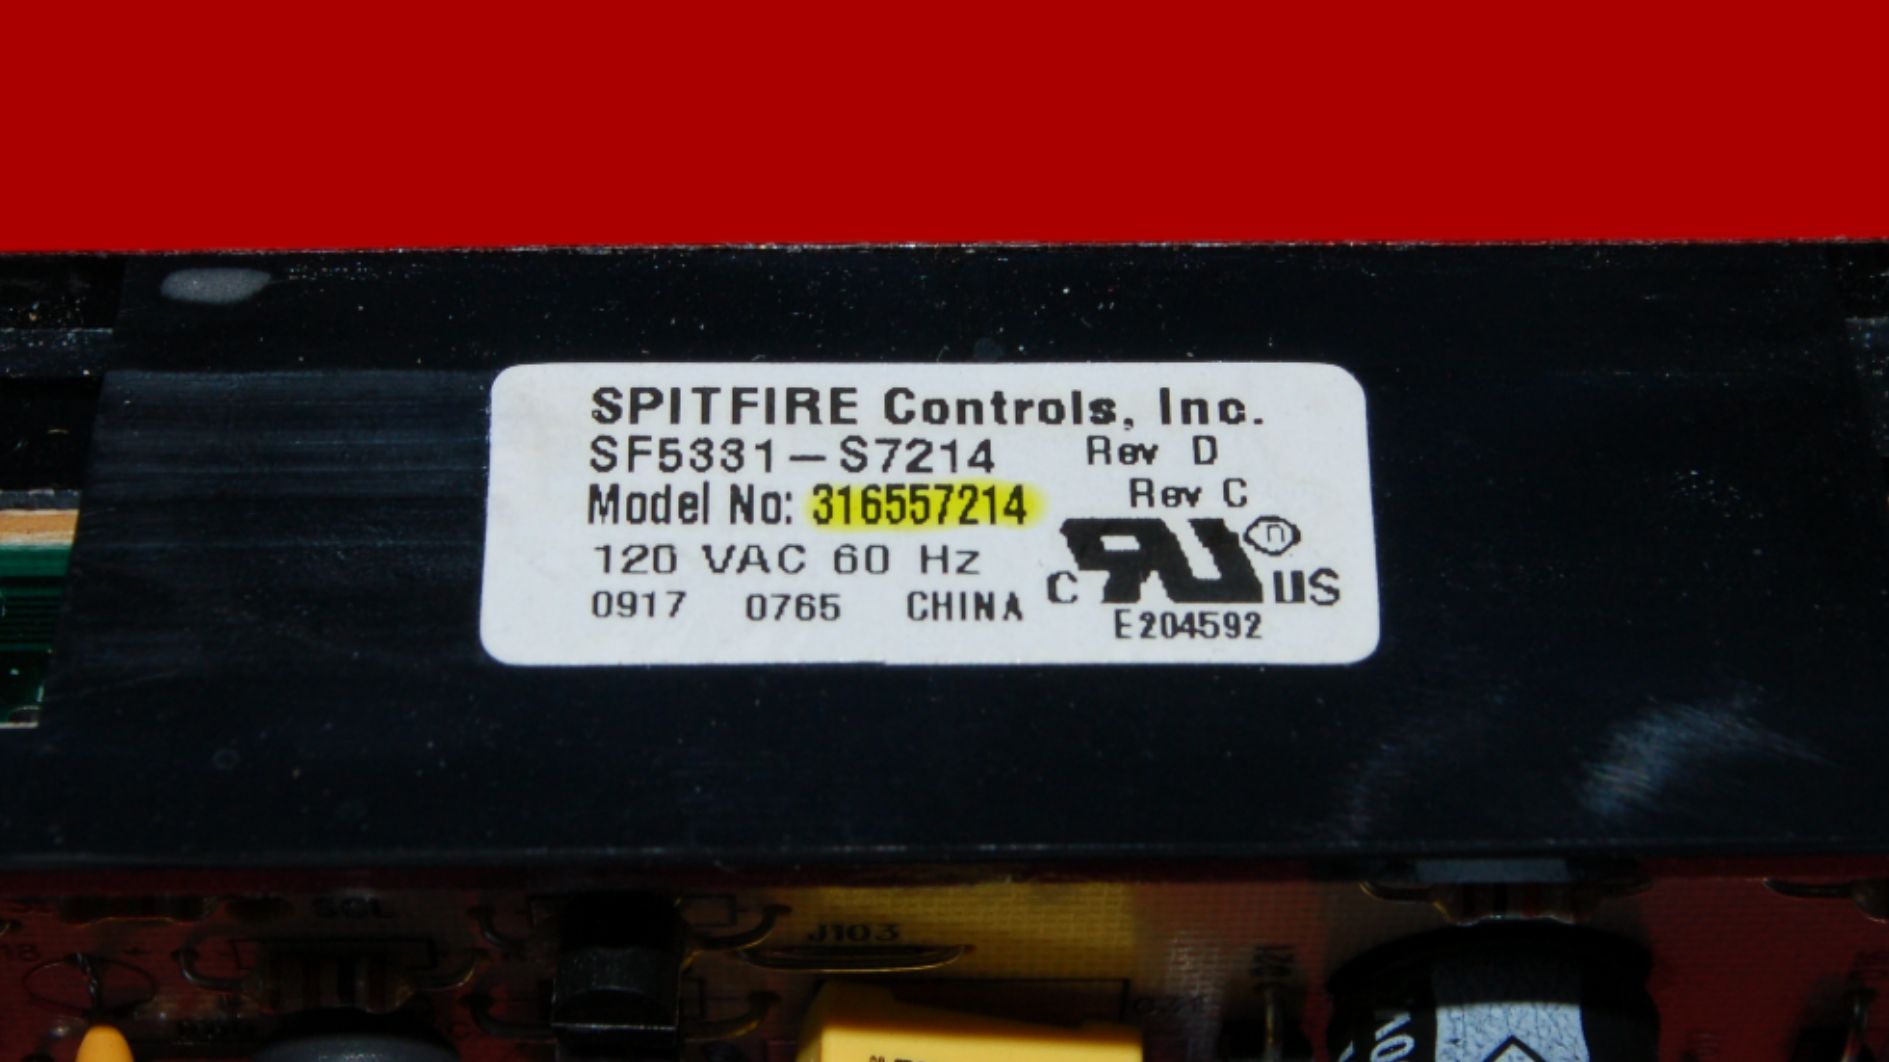 SPITFIRE Controls, Inc.
SF5331-S7214 Rev D
Model No: 316557214 Rev C
120 VAC 60 Hz
0917 0765 CHINA
C US
E204592
J103